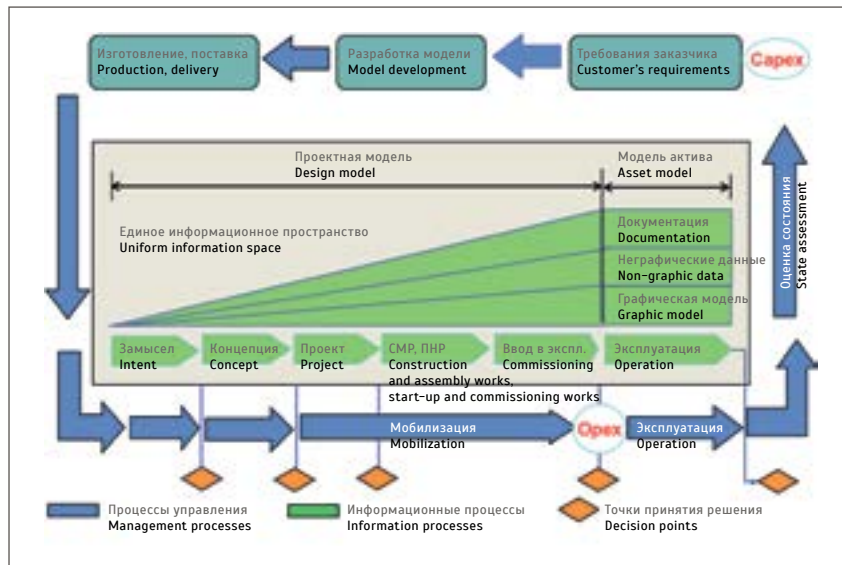 Изготовление, поставка
Production, delivery
Разработка модели
Model development
Требования заказчика
Customer's requirements
Capex
Проектная модель
Design model
Модель актива
Asset model
Единое информационное пространство
Uniform information space
Документация
Documentation
Неграфические данные
Non-graphic data
Графическая модель
Graphic model
Оценка состояния
State assessment
Замысел
Intent
Концепция
Concept
Проект
Project
СМР, ПНР
Construction
and assembly works,
start-up and commissioning works
Ввод в экспл.
Commissioning
Эксплуатация
Operation
Мобилизация
Mobilization
Opex
Эксплуатация
Operation
Процессы управления
Management processes
Информационные процессы
Information processes
Точки принятия решения
Decision points